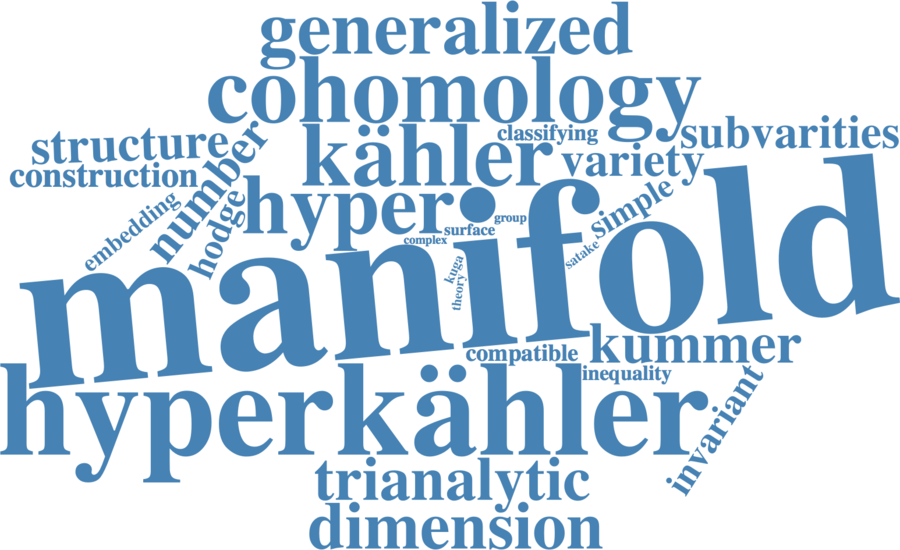 generalized
cohomology
classifying
structure
number
kähler
subvarities
variety
construction
embedding
hodge
hyper
group
surface
complex
simple
satake
manifold
kuga
theory
compatible
kummer
inequality
hyperkähler
invariant
trianalytic
dimension